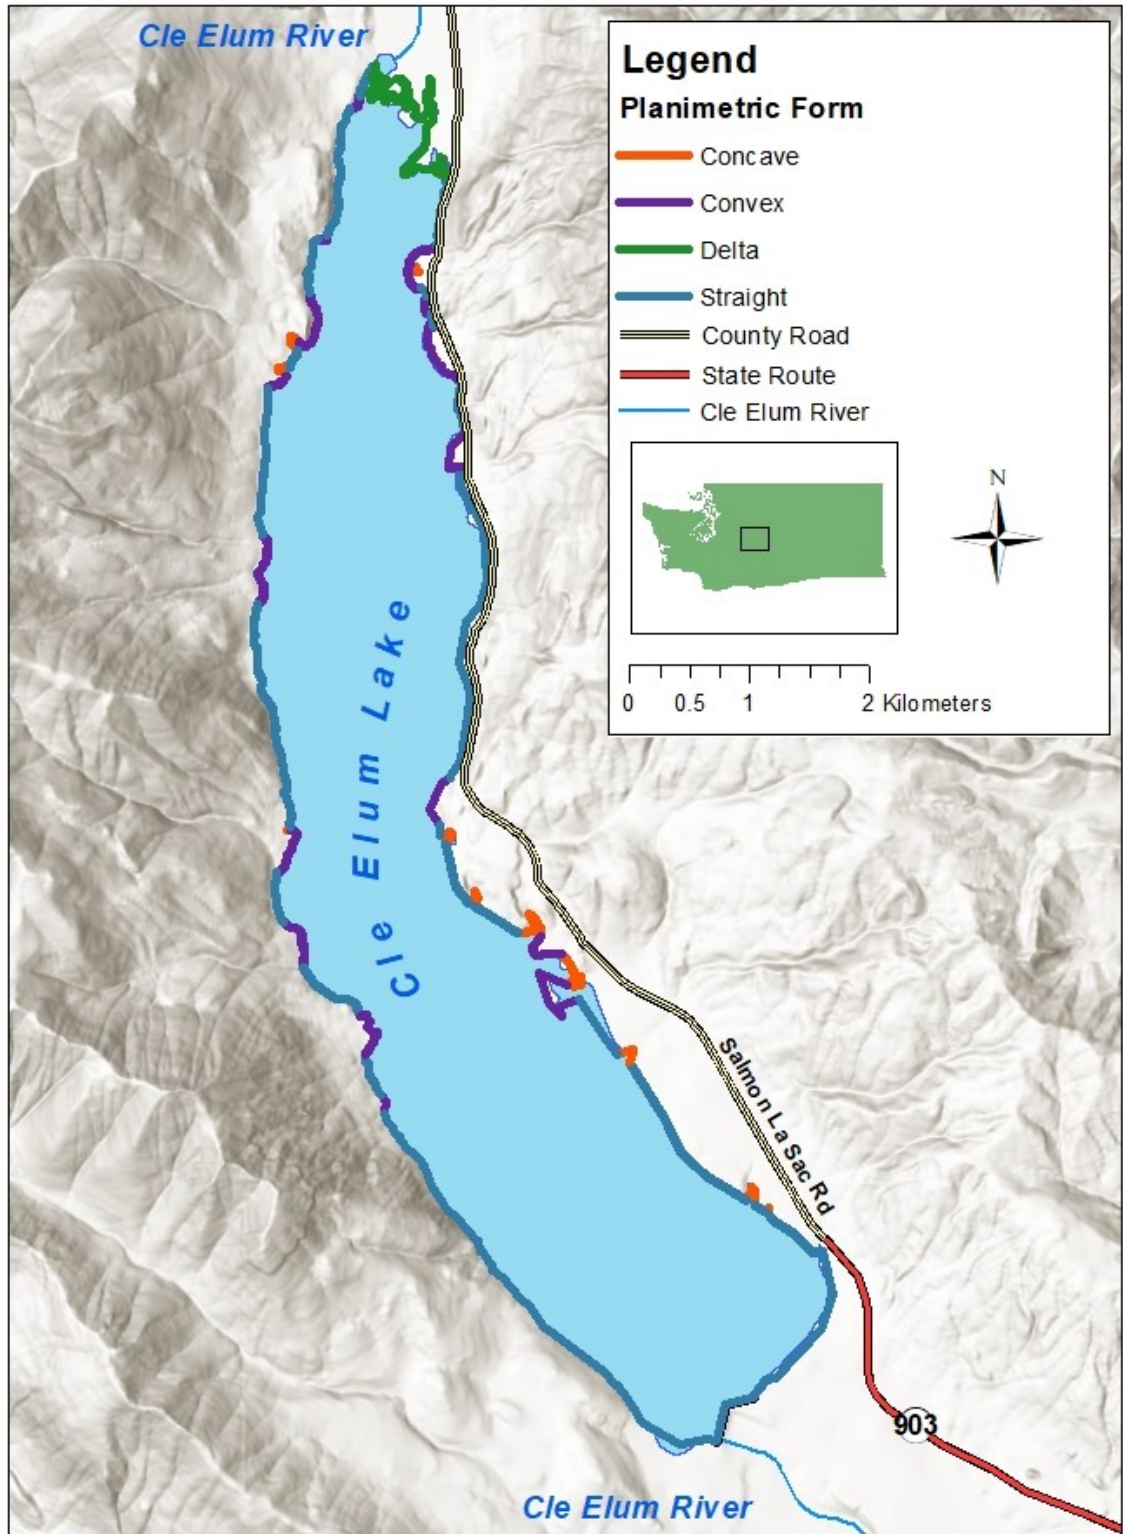 Cle Elum River
Legend
Planimetric Form
Concave
Convex
Delta
Straight
County Road
State Route
Cle Elum River
N
0 0.5 1 2 Kilometers
Cle Elum Lake
Salmon La Sac Rd
903
Cle Elum River